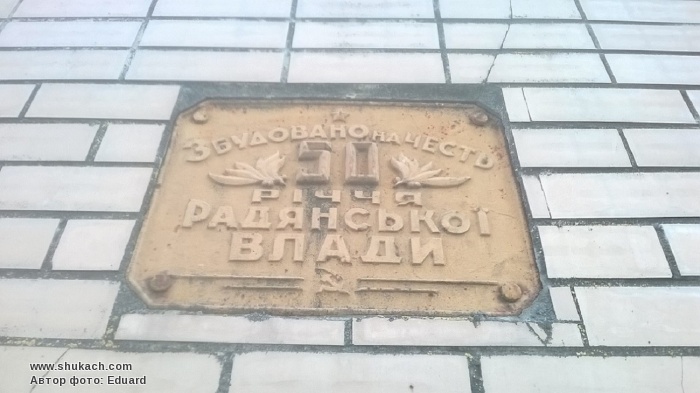 Збудовано на честь
50
річчя
Радянської
влади
www.shukach.com
Автор фото: Eduard